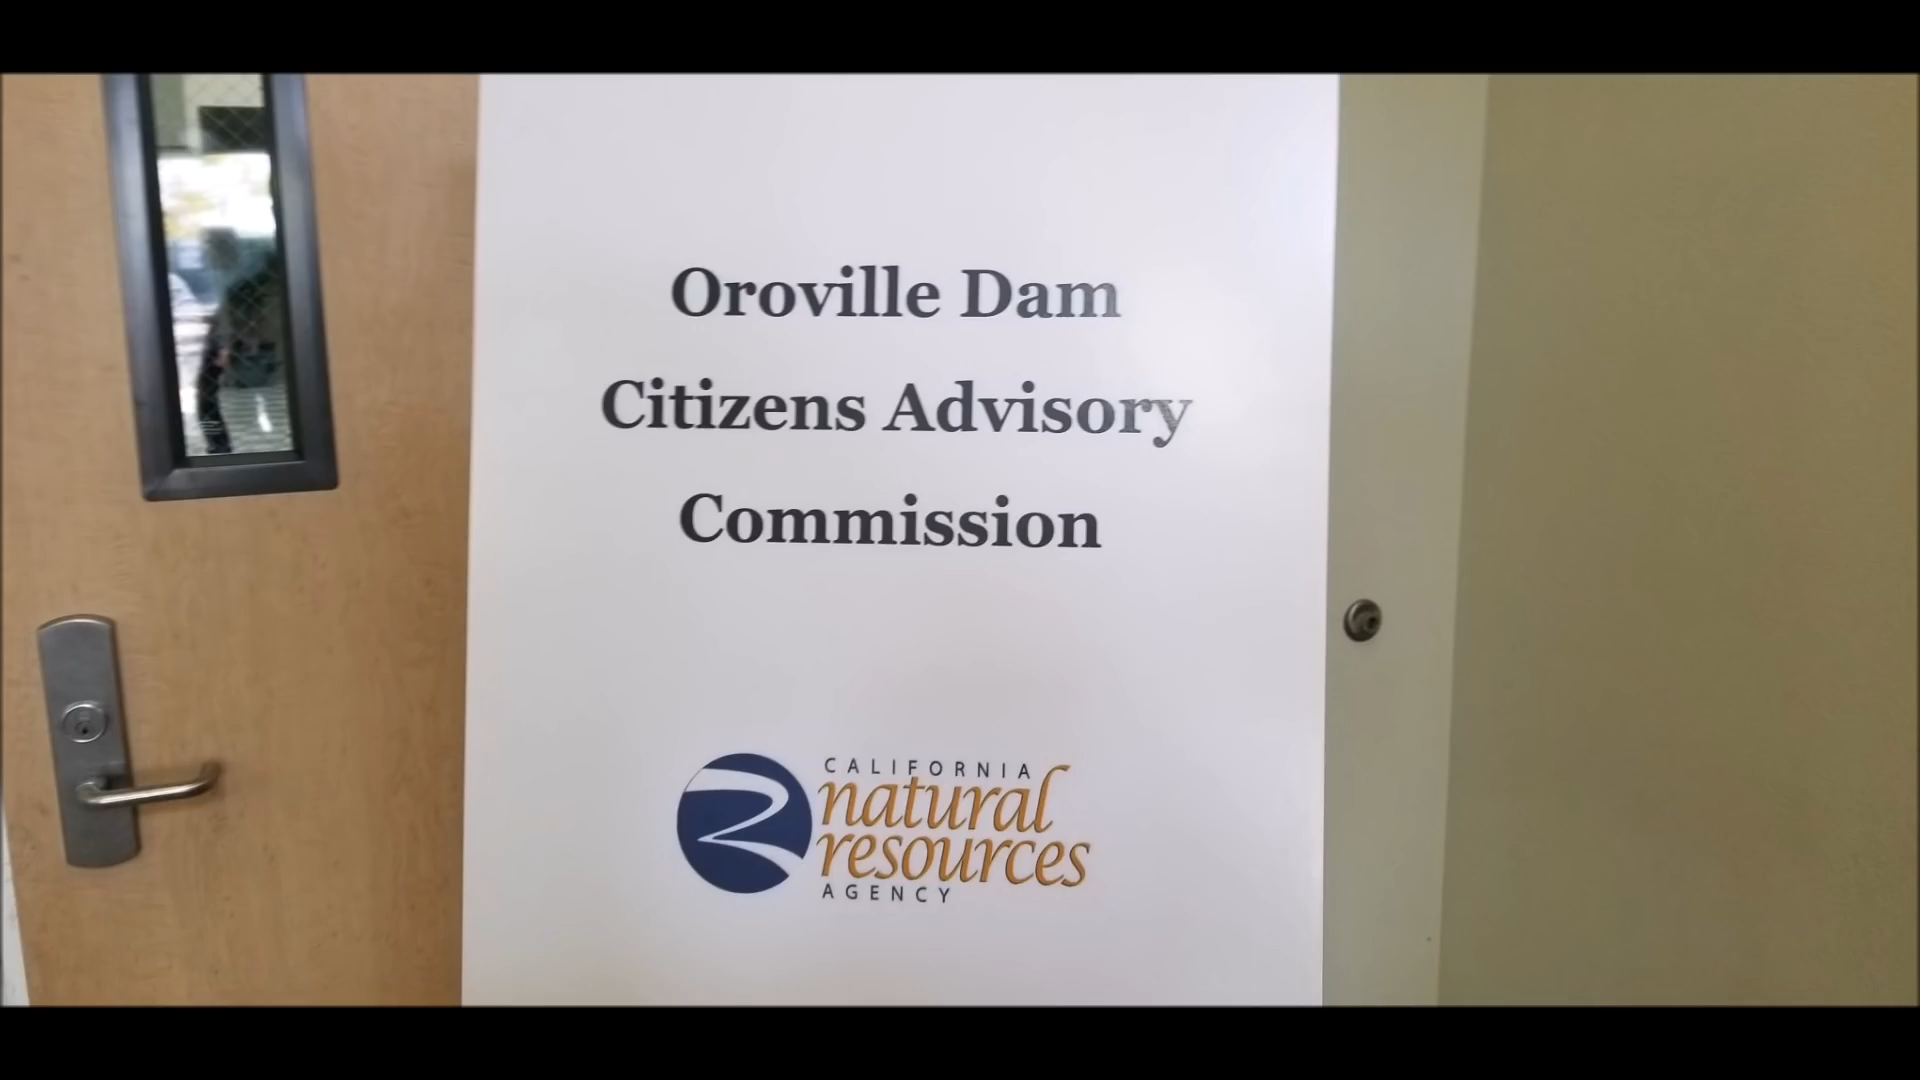 Oroville Dam
Citizens Advisory
Commission
CALIFORNIA
natural
resources
AGENCY